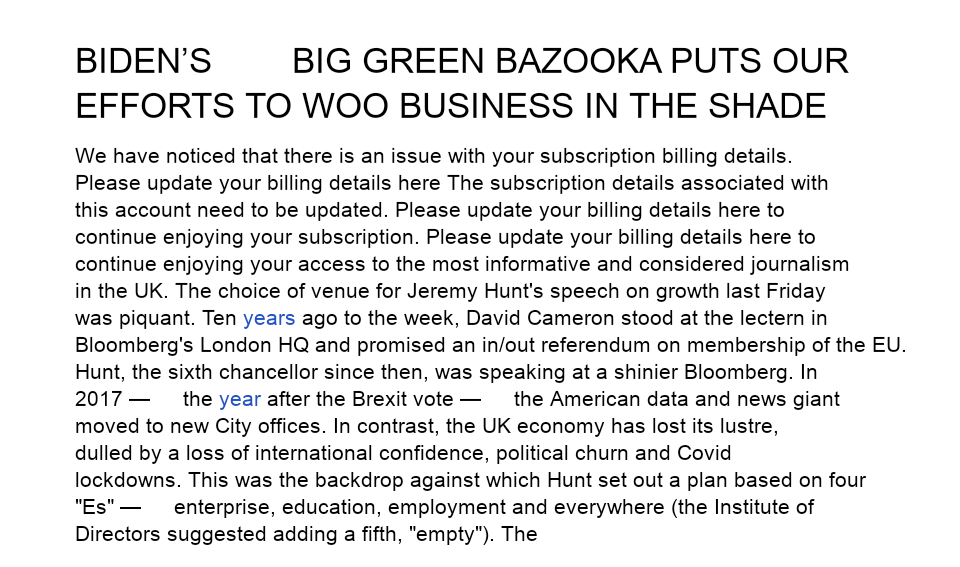 BIDEN’S BIG GREEN BAZOOKA PUTS OUR
EFFORTS TO WOO BUSINESS IN THE SHADE
We have noticed that there is an issue with your subscription billing details.
Please update your billing details here The subscription details associated with
this account need to be updated. Please update your billing details here to
continue enjoying your subscription. Please update your billing details here to
continue enjoying your access to the most informative and considered journalism
in the UK. The choice of venue for Jeremy Hunt's speech on growth last Friday
was piquant. Ten years ago to the week, David Cameron stood at the lectern in
Bloomberg's London HQ and promised an in/out referendum on membership of the EU.
Hunt, the sixth chancellor since then, was speaking at a shinier Bloomberg. In
2017 — the year after the Brexit vote — the American data and news giant
moved to new City offices. In contrast, the UK economy has lost its lustre,
dulled by a loss of international confidence, political churn and Covid
lockdowns. This was the backdrop against which Hunt set out a plan based on four
"Es" — enterprise, education, employment and everywhere (the Institute of
Directors suggested adding a fifth, "empty"). The